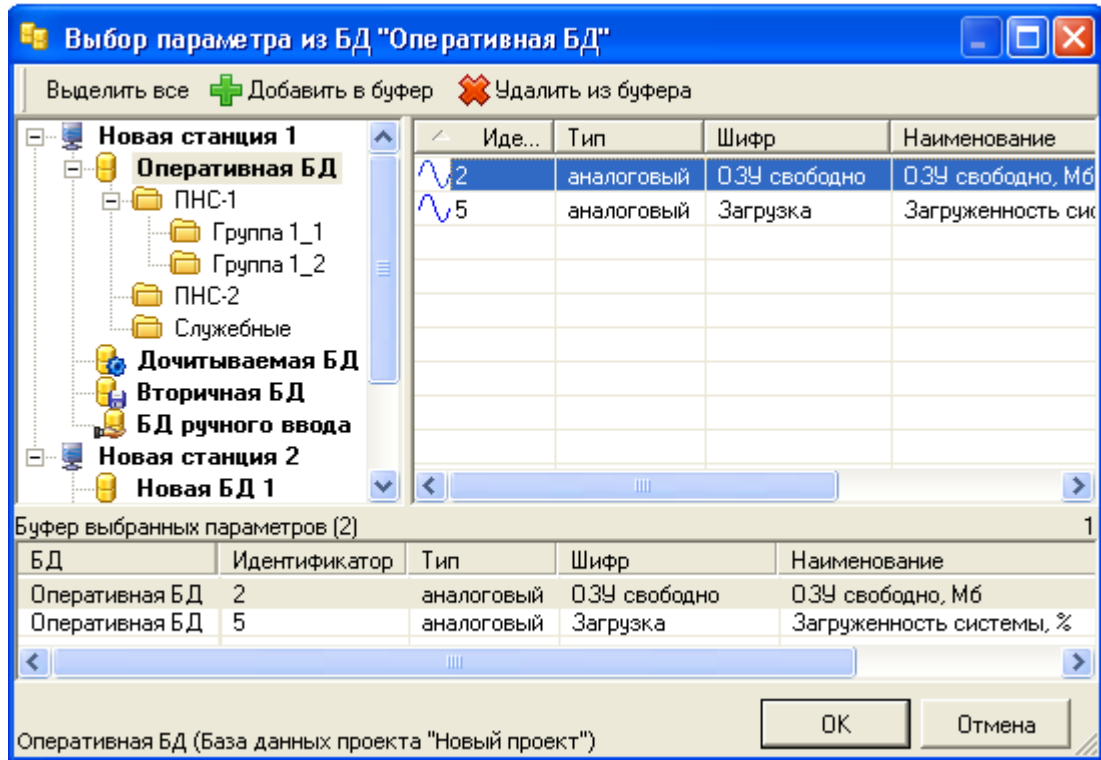 Выбор параметра из БД "Оперативная БД"
Выделить все Добавить в буфер Удалить из буфера
Новая станция 1
Оперативная БД
ПНС-1
Группа 1_1
Группа 1_2
ПНС-2
Служебные
Дочитываемая БД
Вторичная БД
БД ручного ввода
Новая станция 2
Новая БД 1
Иде... Тип Шифр Наименование
2 аналоговый ОЗУ свободно ОЗУ свободно, Мб
5 аналоговый Загрузка Загруженность сис
Буфер выбранных параметров (2) 1
БД Идентификатор Тип Шифр Наименование
Оперативная БД 2 аналоговый ОЗУ свободно ОЗУ свободно, Мб
Оперативная БД 5 аналоговый Загрузка Загруженность системы, %
OK Отмена
Оперативная БД (База данных проекта "Новый проект")